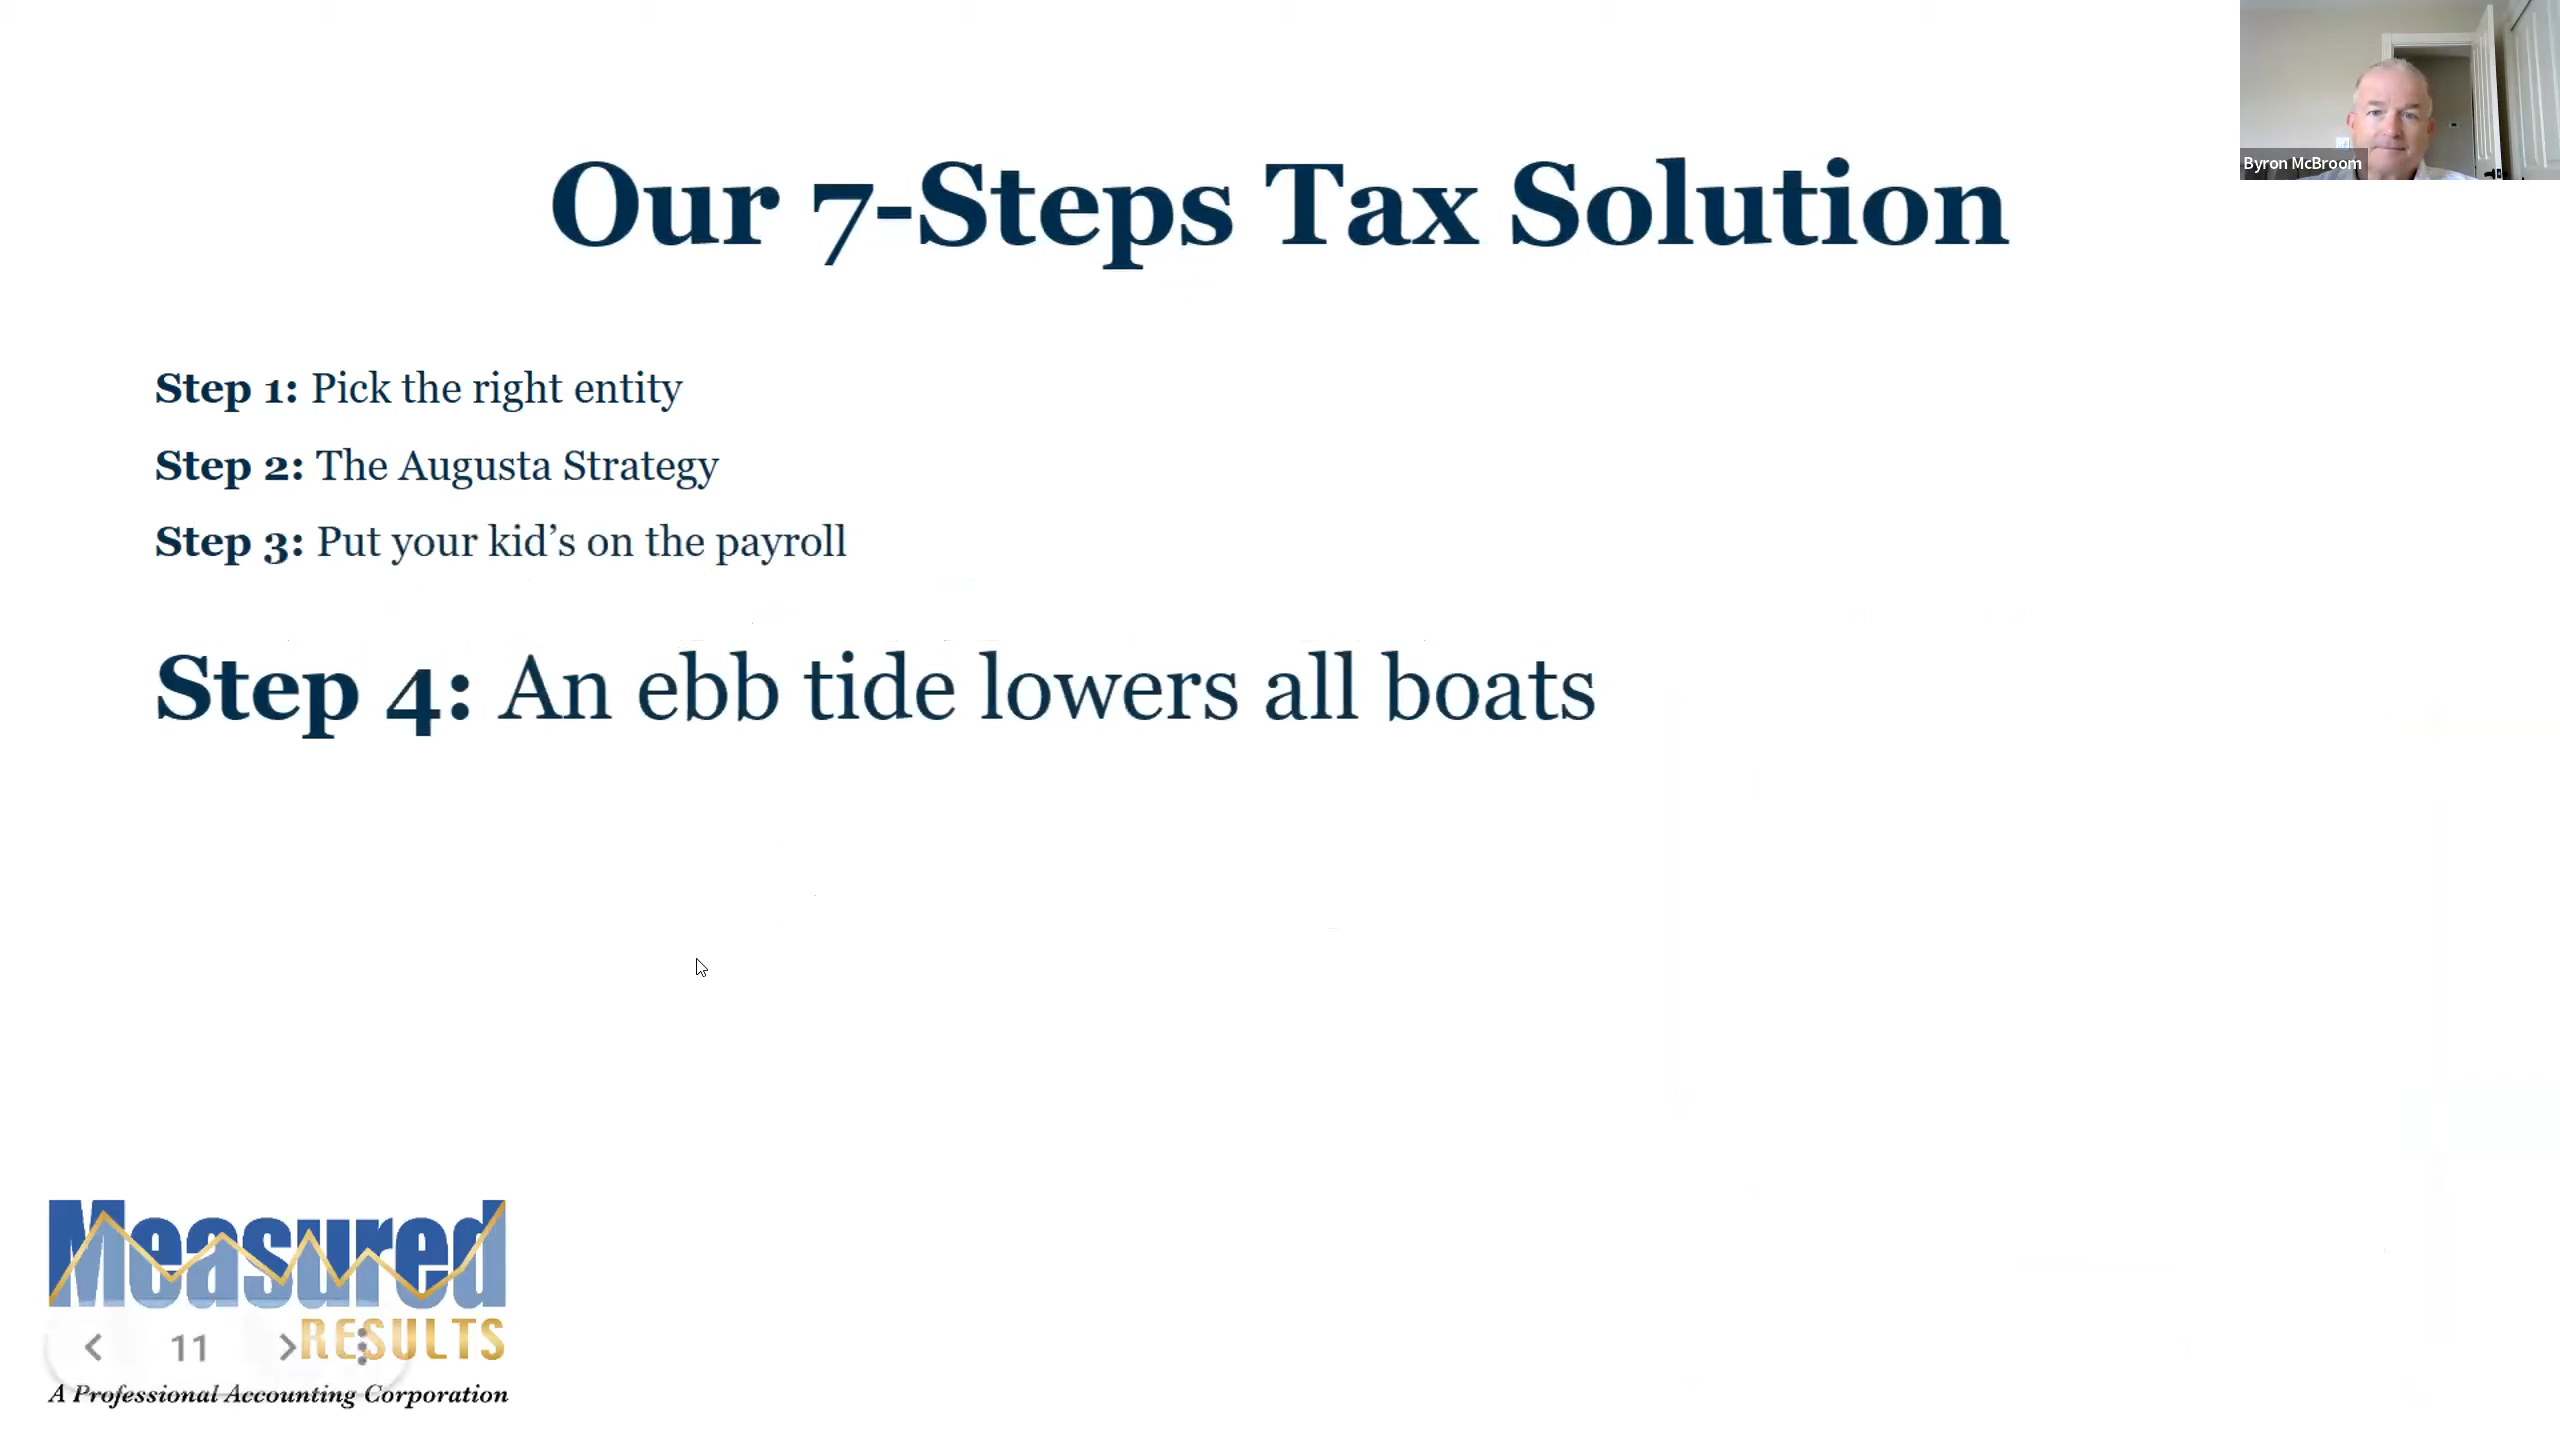 Byron McBroom
Our 7-Steps Tax Solution
Step 1: Pick the right entity
Step 2: The Augusta Strategy
Step 3: Put your kid’s on the payroll
Step 4: An ebb tide lowers all boats
Measured
RESULTS
11
A Professional Accounting Corporation